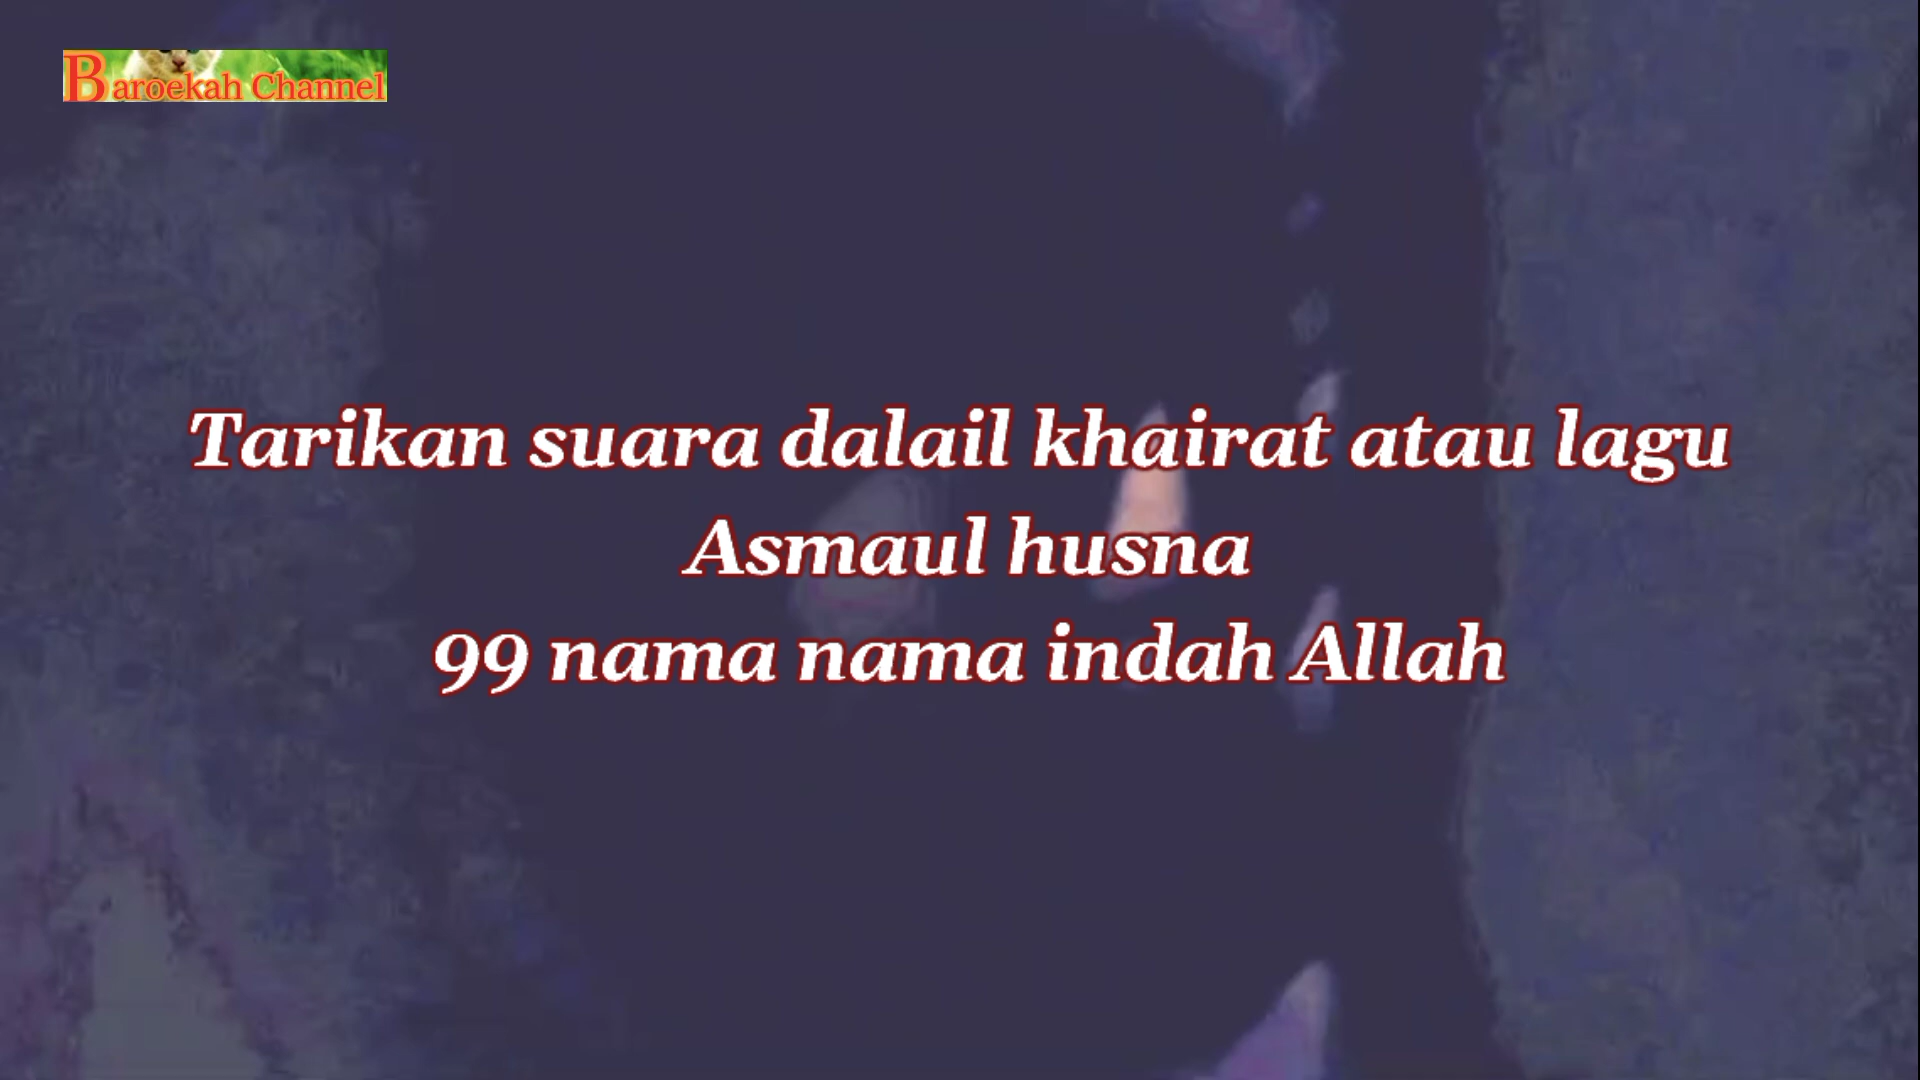 Baroekah Channel
Tarikan suara dalail khairat atau lagu
Asmaul husna
99 nama nama indah Allah